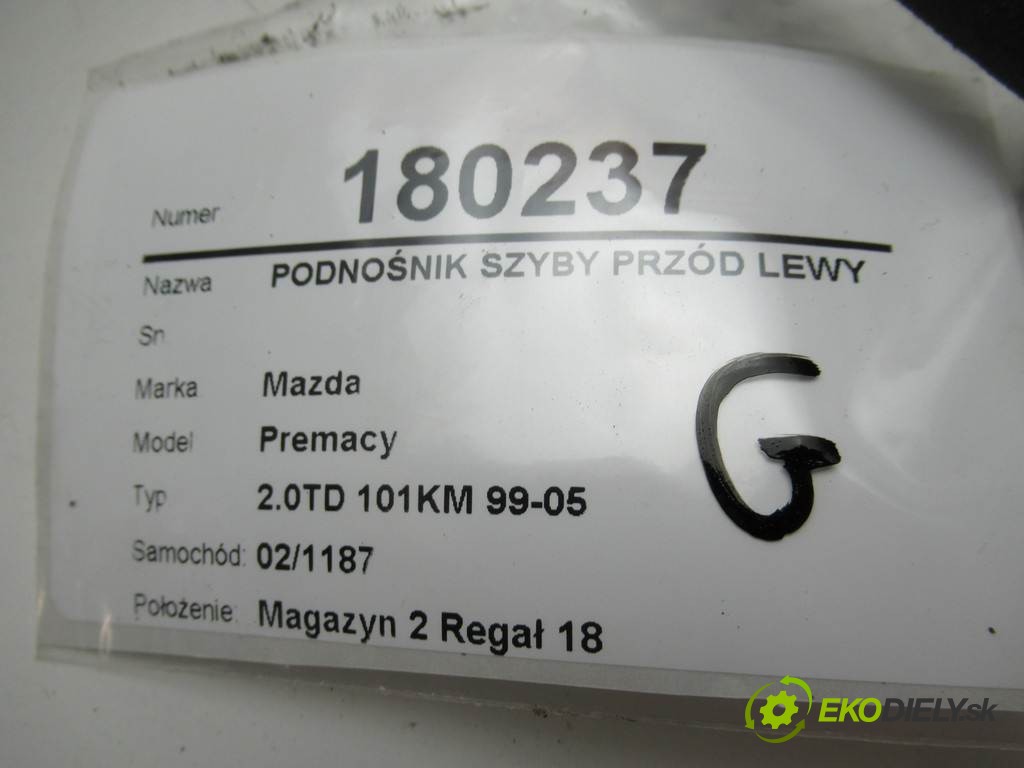 Numer 180237
Nazwa PODNOŚNIK SZYBY PRZÓD LEWY
Sn
Marka Mazda
Model Premacy
Typ 2.0TD 101KM 99-05
Samochód: 02/1187
Położenie: Magazyn 2 Regał 18
G
EKODIELY.sk